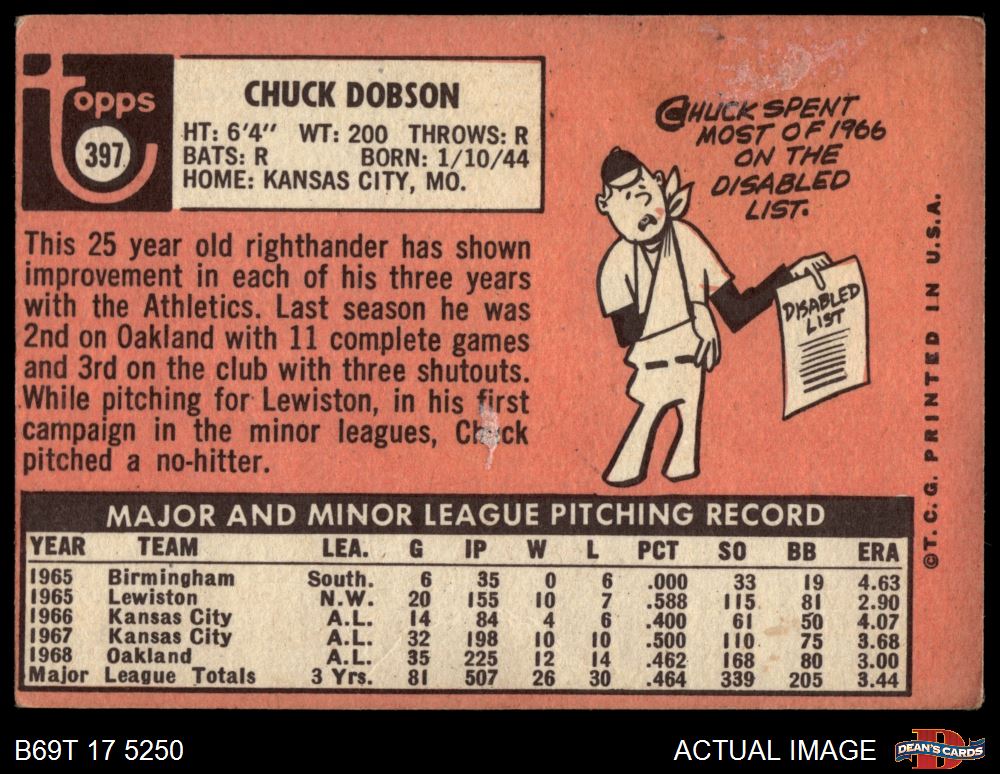 Topps
397
CHUCK DOBSON
HT: 6'4" WT: 200 THROWS: R
BATS: R BORN: 1/10/44
HOME: KANSAS CITY, MO.
This 25 year old righthander has shown
improvement in each of his three years
with the Athletics. Last season he was
2nd on Oakland with 11 complete games
and 3rd on the club with three shutouts.
While pitching for Lewiston, in his first
campaign in the minor leagues, Chuck
pitched a no-hitter.
CHUCK SPENT
MOST OF 1966
ON THE
DISABLED
LIST.
DISABLED
LIST
©T.C.G. PRINTED IN U.S.A.
MAJOR AND MINOR LEAGUE PITCHING RECORD
YEAR TEAM LEA. G IP W L PCT SO BB ERA
1965 Birmingham South. 6 35 0 6 .000 33 19 4.63
1965 Lewiston N.W. 20 155 10 7 .588 115 81 2.90
1966 Kansas City A.L. 14 84 4 6 .400 61 50 4.07
1967 Kansas City A.L. 32 198 10 10 .500 110 75 3.68
1968 Oakland A.L. 35 225 12 14 .462 168 80 3.00
Major League Totals 3 Yrs. 81 507 26 30 .464 339 205 3.44
B69T 17 5250
ACTUAL IMAGE
D
DEAN'S CARDS